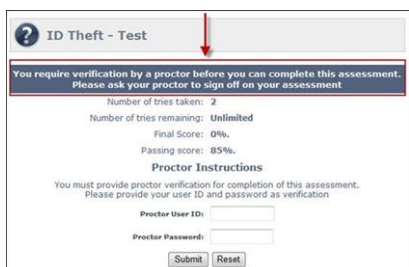 ID Theft - Test
You require verification by a proctor before you can complete this assessment.
Please ask your proctor to sign off on your assessment
Number of tries taken: 2
Number of tries remaining: Unlimited
Final Score: 0%.
Passing score: 85%.
Proctor Instructions
You must provide proctor verification for completion of this assessment.
Please provide your user ID and password as verification
Proctor User ID:
Proctor Password:
Submit Reset